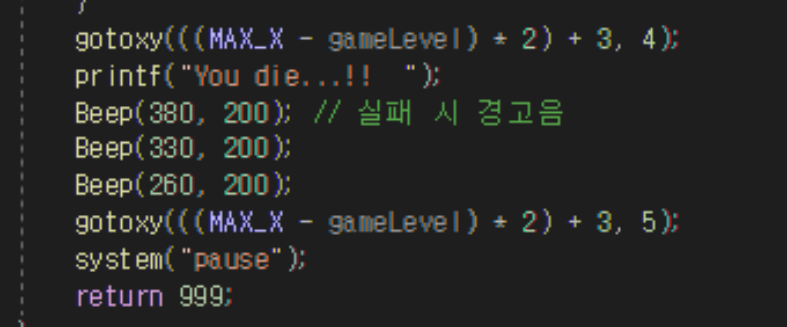 }
gotoxy(((MAX_X - gameLevel) * 2) + 3, 4);
printf("You die...!!  ");
Beep(380, 200); // 실패 시 경고음
Beep(330, 200);
Beep(260, 200);
gotoxy(((MAX_X - gameLevel) * 2) + 3, 5);
system("pause");
return 999;